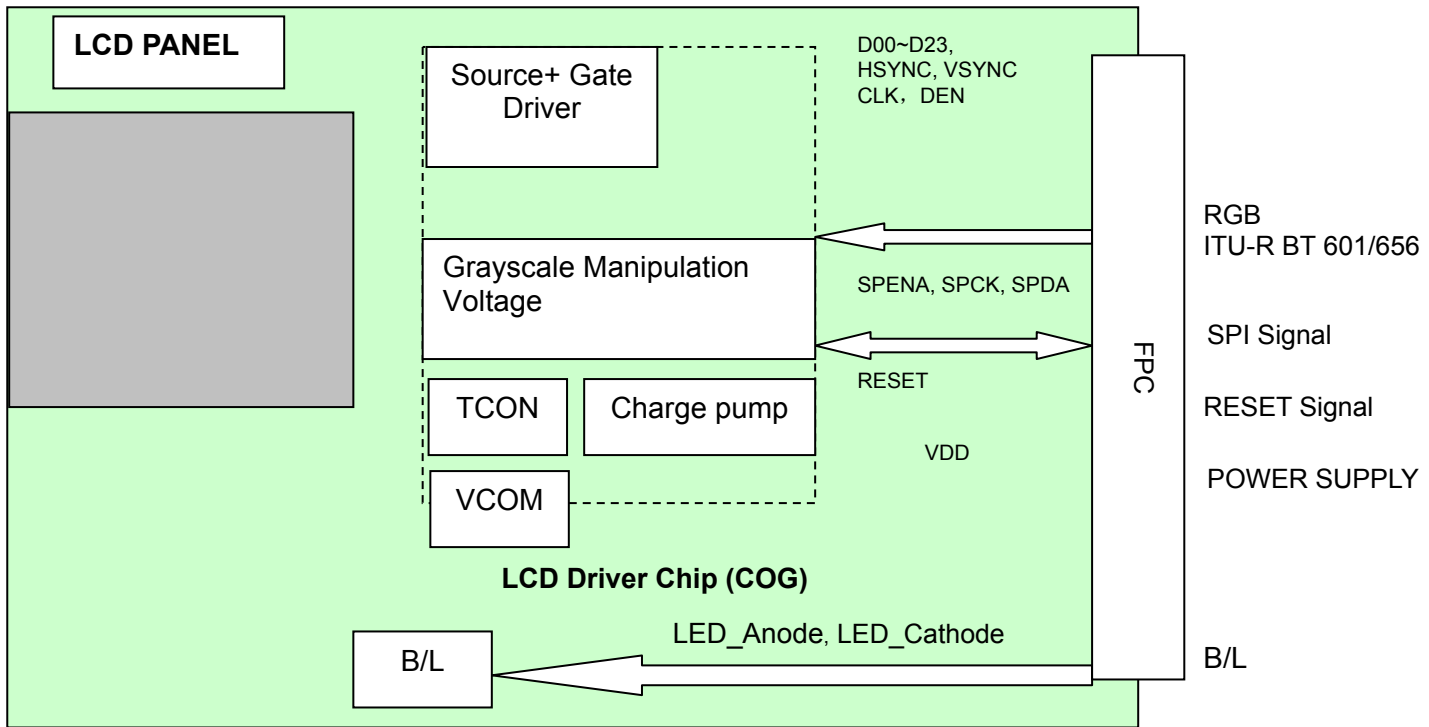 LCD PANEL
Source+ Gate
Driver
D00~D23,
HSYNC, VSYNC
CLK，DEN
Grayscale Manipulation
Voltage
SPENA, SPCK, SPDA
RESET
TCON
Charge pump
VDD
VCOM
LCD Driver Chip (COG)
LED_Anode, LED_Cathode
B/L
FPC
RGB
ITU-R BT 601/656
SPI Signal
RESET Signal
POWER SUPPLY
B/L